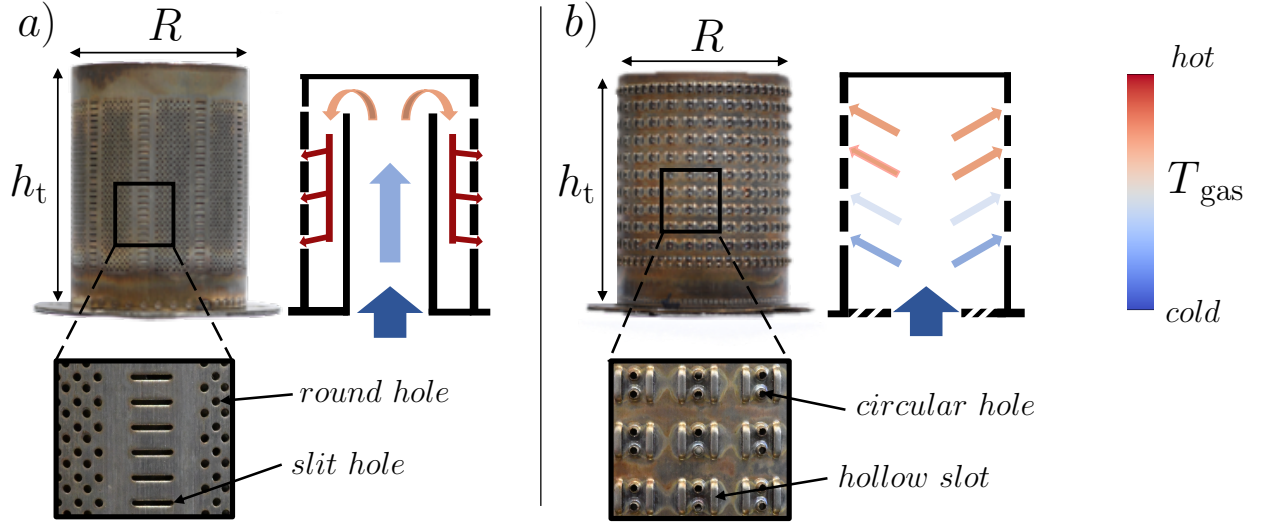 a)
R
h_t
round hole
slit hole
b)
R
h_t
circular hole
hollow slot
hot
T_gas
cold